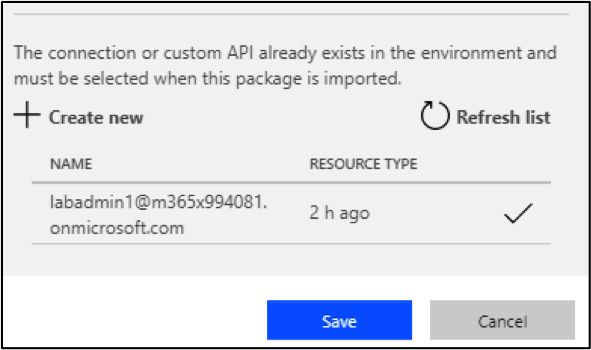 The connection or custom API already exists in the environment and
must be selected when this package is imported.
Create new
Refresh list
NAME RESOURCE TYPE
labadmin1@m365x994081.
onmicrosoft.com
2 h ago
Save
Cancel